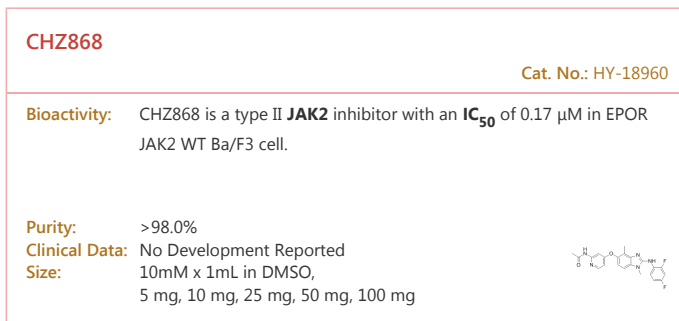 CHZ868
Cat. No.: HY-18960
Bioactivity: CHZ868 is a type II JAK2 inhibitor with an IC50 of 0.17 μM in EPOR
JAK2 WT Ba/F3 cell.
Purity: >98.0%
Clinical Data: No Development Reported
Size: 10mM x 1mL in DMSO,
5 mg, 10 mg, 25 mg, 50 mg, 100 mg